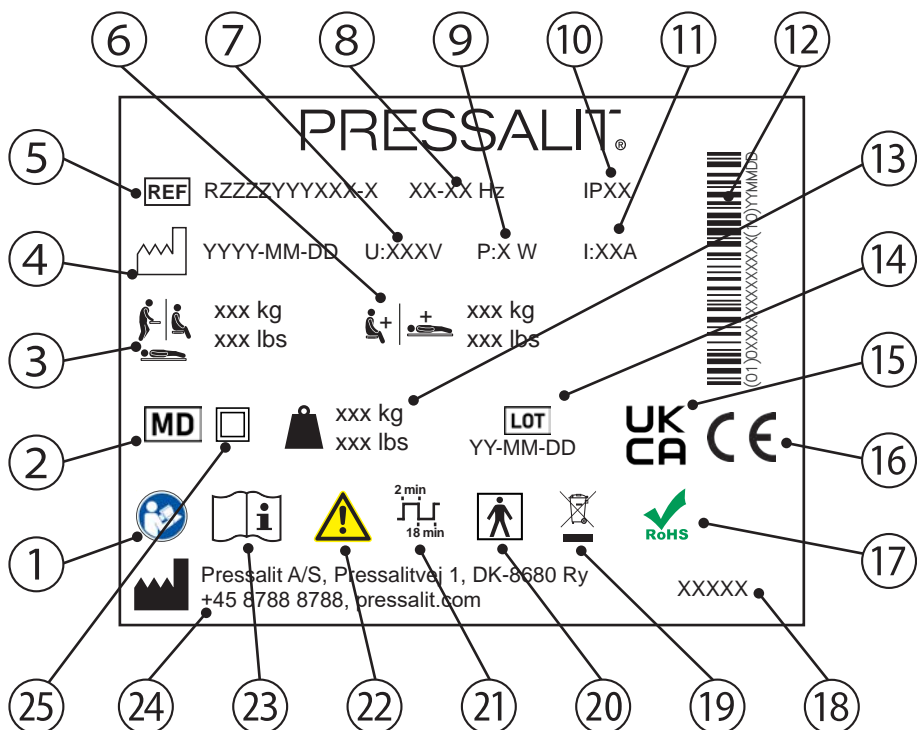 6 7 8 9 10 11 12
PRESSALIT®
5 REF RZZZZYYYXXX-X XX-XX Hz IPXX 13
4 YYYY-MM-DD U:XXXV P:X W I:XXA 14
xxx kg xxx kg
xxx lbs xxx lbs
3
(01)0XXXXXXXXXXXXX(10)YYMMDD
15
MD xxx kg LOT UK CA CE
xxx lbs YY-MM-DD
2 16
2 min
18 min
RoHS
1 17
Pressalit A/S, Pressalitvej 1, DK-8680 Ry
+45 8788 8788, pressalit.com XXXXX
25 24 23 22 21 20 19 18